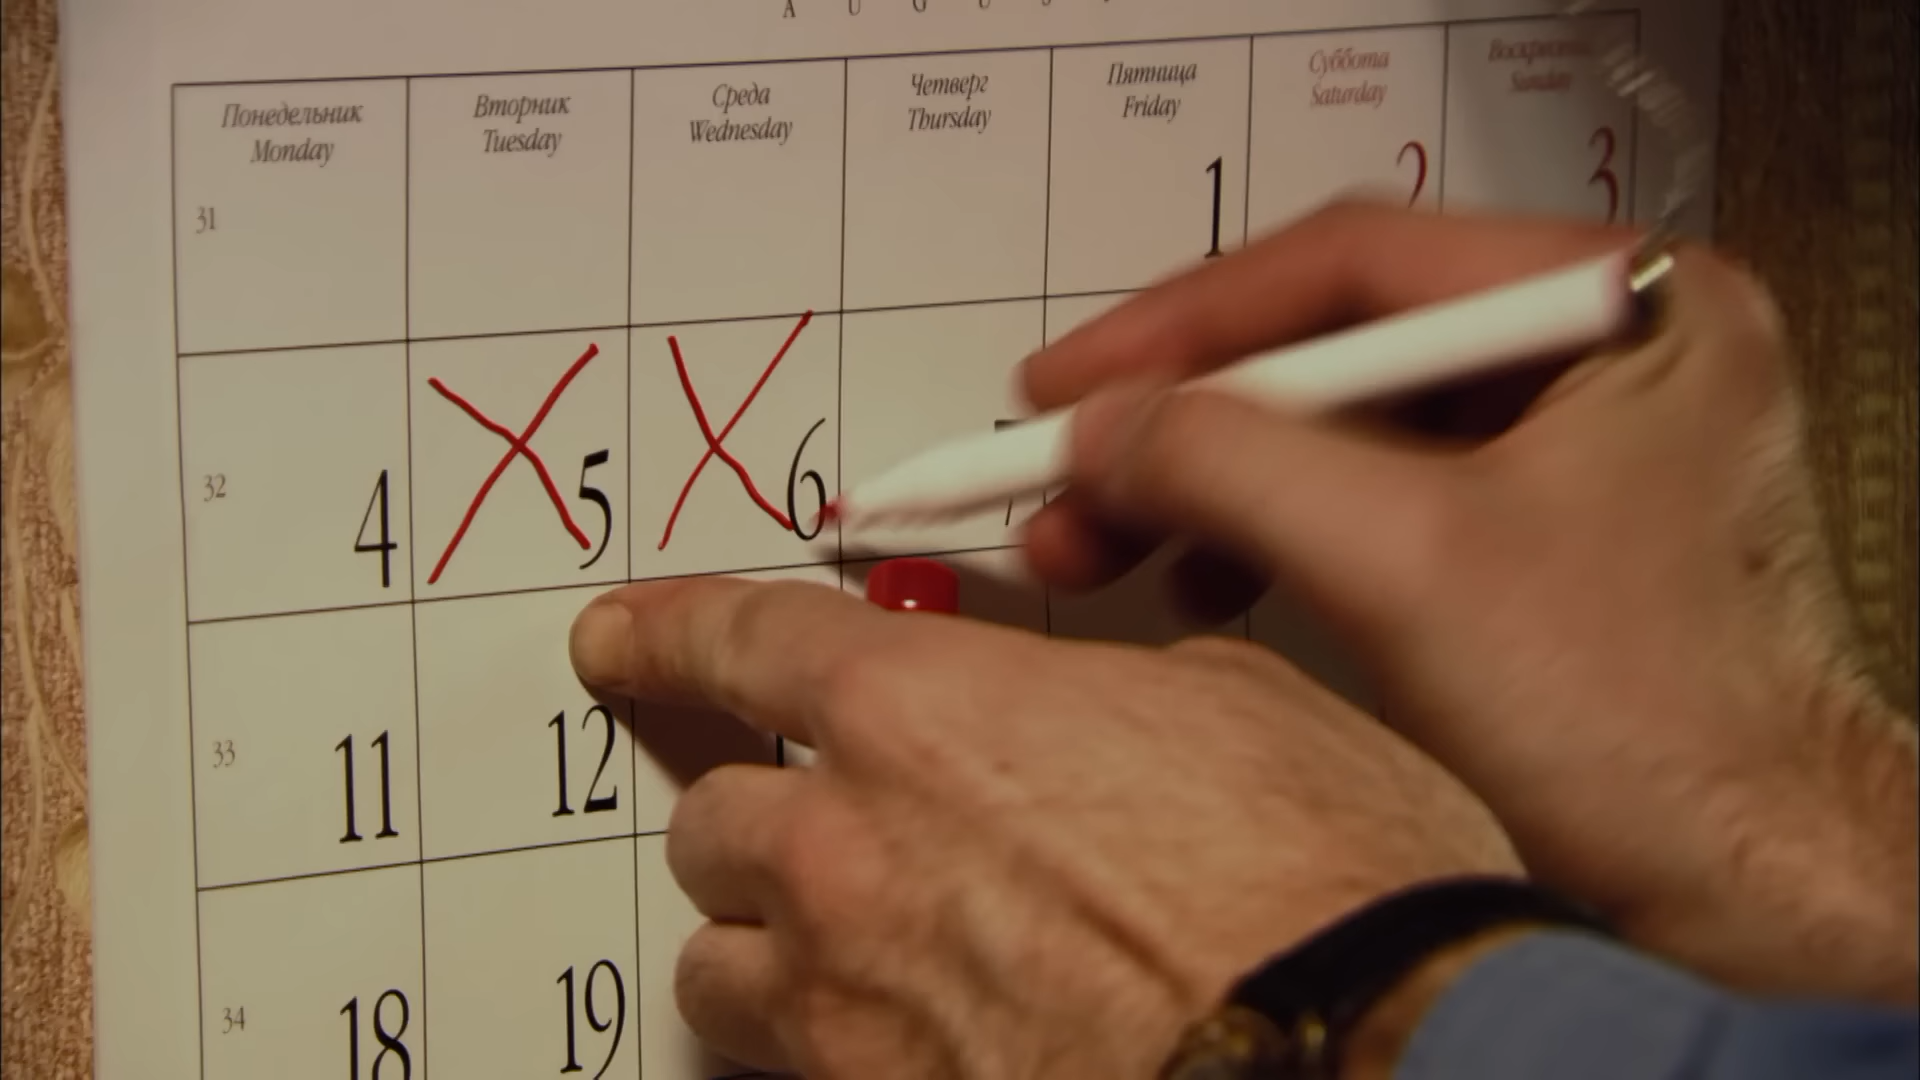 Понедельник Вторник Среда Четверг Пятница Суббота
Monday Tuesday Wednesday Thursday Friday Saturday Sunday
31 1 2 3
32 4 5 6
33 11 12
34 18 19